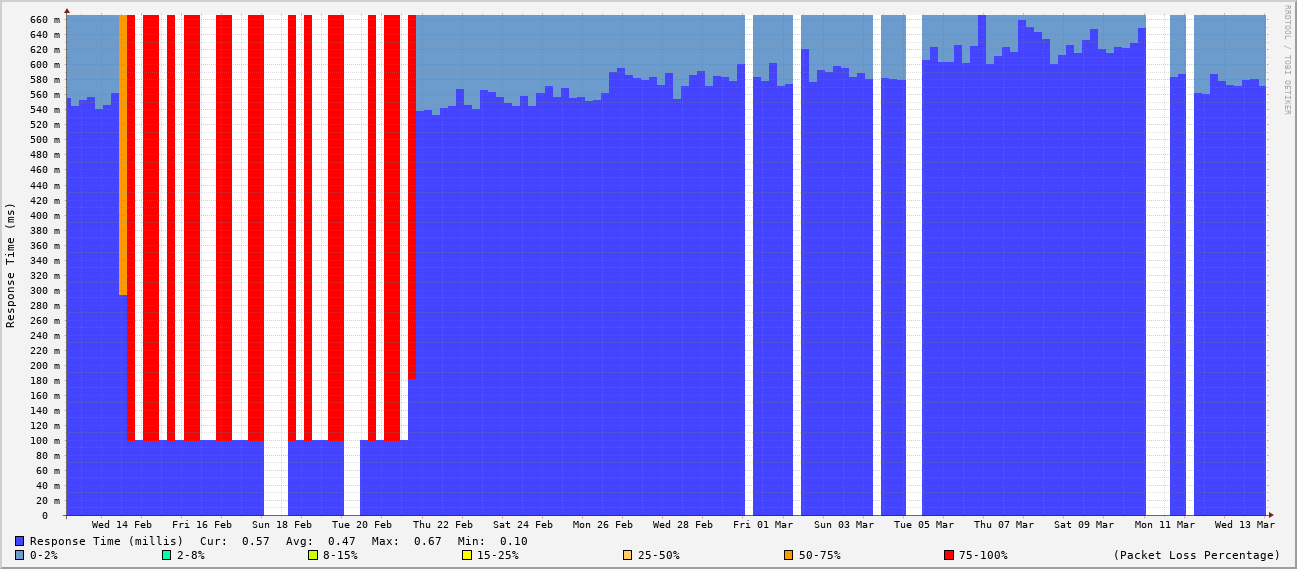 RRDTOOL / TOBI OETIKER
Response Time (ms)
660 m
640 m
620 m
600 m
580 m
560 m
540 m
520 m
500 m
480 m
460 m
440 m
420 m
400 m
380 m
360 m
340 m
320 m
300 m
280 m
260 m
240 m
220 m
200 m
180 m
160 m
140 m
120 m
100 m
80 m
60 m
40 m
20 m
0
Wed 14 Feb Fri 16 Feb Sun 18 Feb Tue 20 Feb Thu 22 Feb Sat 24 Feb Mon 26 Feb Wed 28 Feb Fri 01 Mar Sun 03 Mar Tue 05 Mar Thu 07 Mar Sat 09 Mar Mon 11 Mar Wed 13 Mar
Response Time (millis) Cur: 0.57 Avg: 0.47 Max: 0.67 Min: 0.10
0-2% 2-8% 8-15% 15-25% 25-50% 50-75% 75-100% (Packet Loss Percentage)